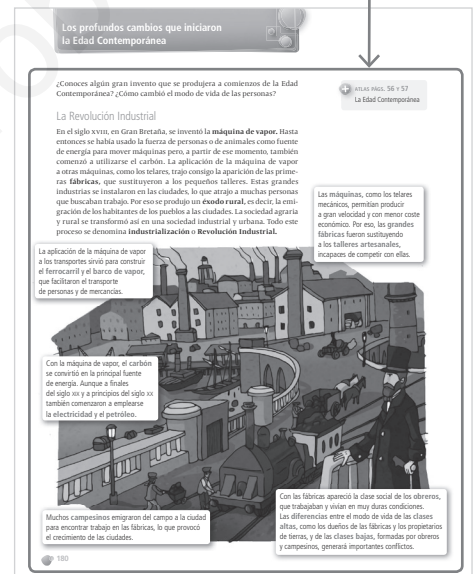 Los profundos cambios que iniciaron
la Edad Contemporánea
¿Conoces algún gran invento que se produjera a comienzos de la Edad
Contemporánea? ¿Cómo cambió el modo de vida de las personas?
ATLAS PÁGS. 56 Y 57
La Edad Contemporánea
La Revolución Industrial
En el siglo XVIII, en Gran Bretaña, se inventó la máquina de vapor. Hasta
entonces se había usado la fuerza de personas o de animales como fuente
de energía para mover máquinas pero, a partir de ese momento, también
comenzó a utilizarse el carbón. La aplicación de la máquina de vapor
a otras máquinas, como los telares, trajo consigo la aparición de las prime-
ras fábricas, que sustituyeron a los pequeños talleres. Estas grandes
industrias se instalaron en las ciudades, lo que atrajo a muchas personas
que buscaban trabajo. Por eso se produjo un éxodo rural, es decir, la emi-
gración de los habitantes de los pueblos a las ciudades. La sociedad agraria
y rural se transformó así en una sociedad industrial y urbana. Todo este
proceso se denomina industrialización o Revolución Industrial.
Las máquinas, como los telares
mecánicos, permitían producir
a gran velocidad y con menor coste
económico. Por eso, las grandes
fábricas fueron sustituyendo
a los talleres artesanales,
incapaces de competir con ellas.
La aplicación de la máquina de vapor
a los transportes sirvió para construir
el ferrocarril y el barco de vapor,
que facilitaron el transporte
de personas y de mercancías.
Con la máquina de vapor, el carbón
se convirtió en la principal fuente
de energía. Aunque a finales
del siglo XIX y a principios del siglo XX
también comenzaron a emplearse
la electricidad y el petróleo.
Muchos campesinos emigraron del campo a la ciudad
para encontrar trabajo en las fábricas, lo que provocó
el crecimiento de las ciudades.
Con las fábricas apareció la clase social de los obreros,
que trabajaban y vivían en muy duras condiciones.
Las diferencias entre el modo de vida de las clases
altas, como los dueños de las fábricas y los propietarios
de tierras, y de las clases bajas, formadas por obreros
y campesinos, generará importantes conflictos.
180